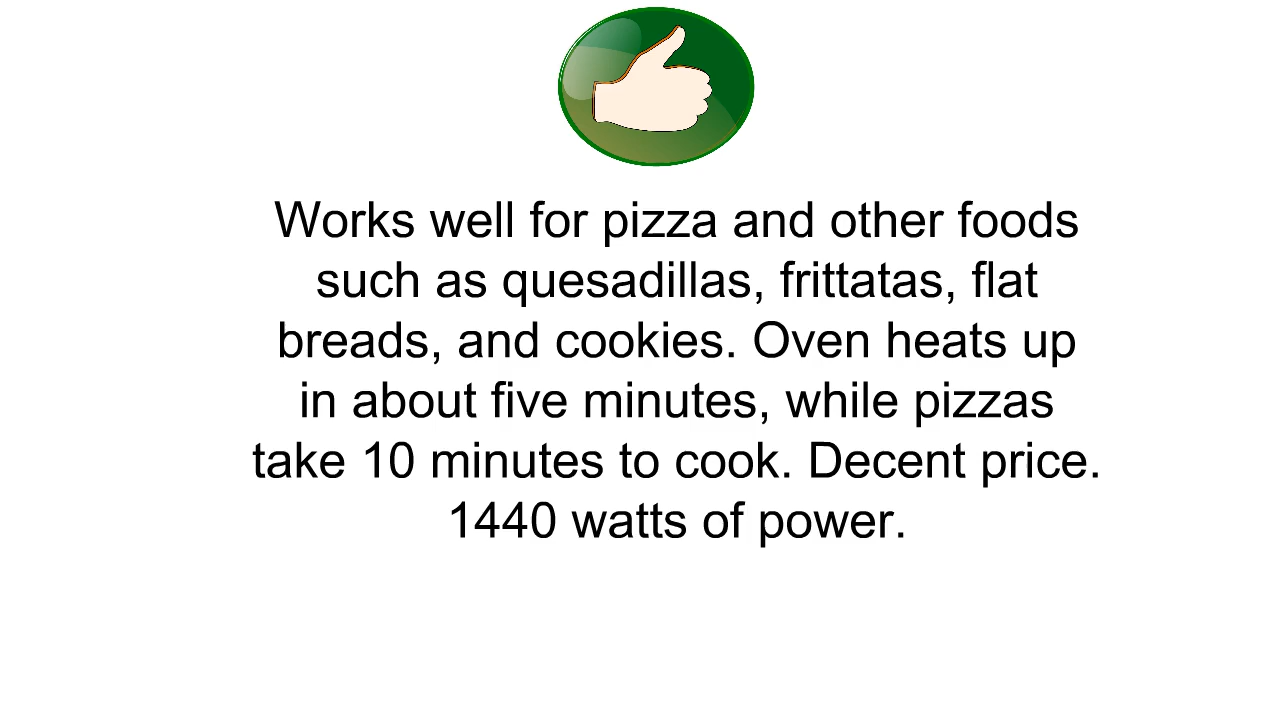 Works well for pizza and other foods
such as quesadillas, frittatas, flat
breads, and cookies. Oven heats up
in about five minutes, while pizzas
take 10 minutes to cook. Decent price.
1440 watts of power.